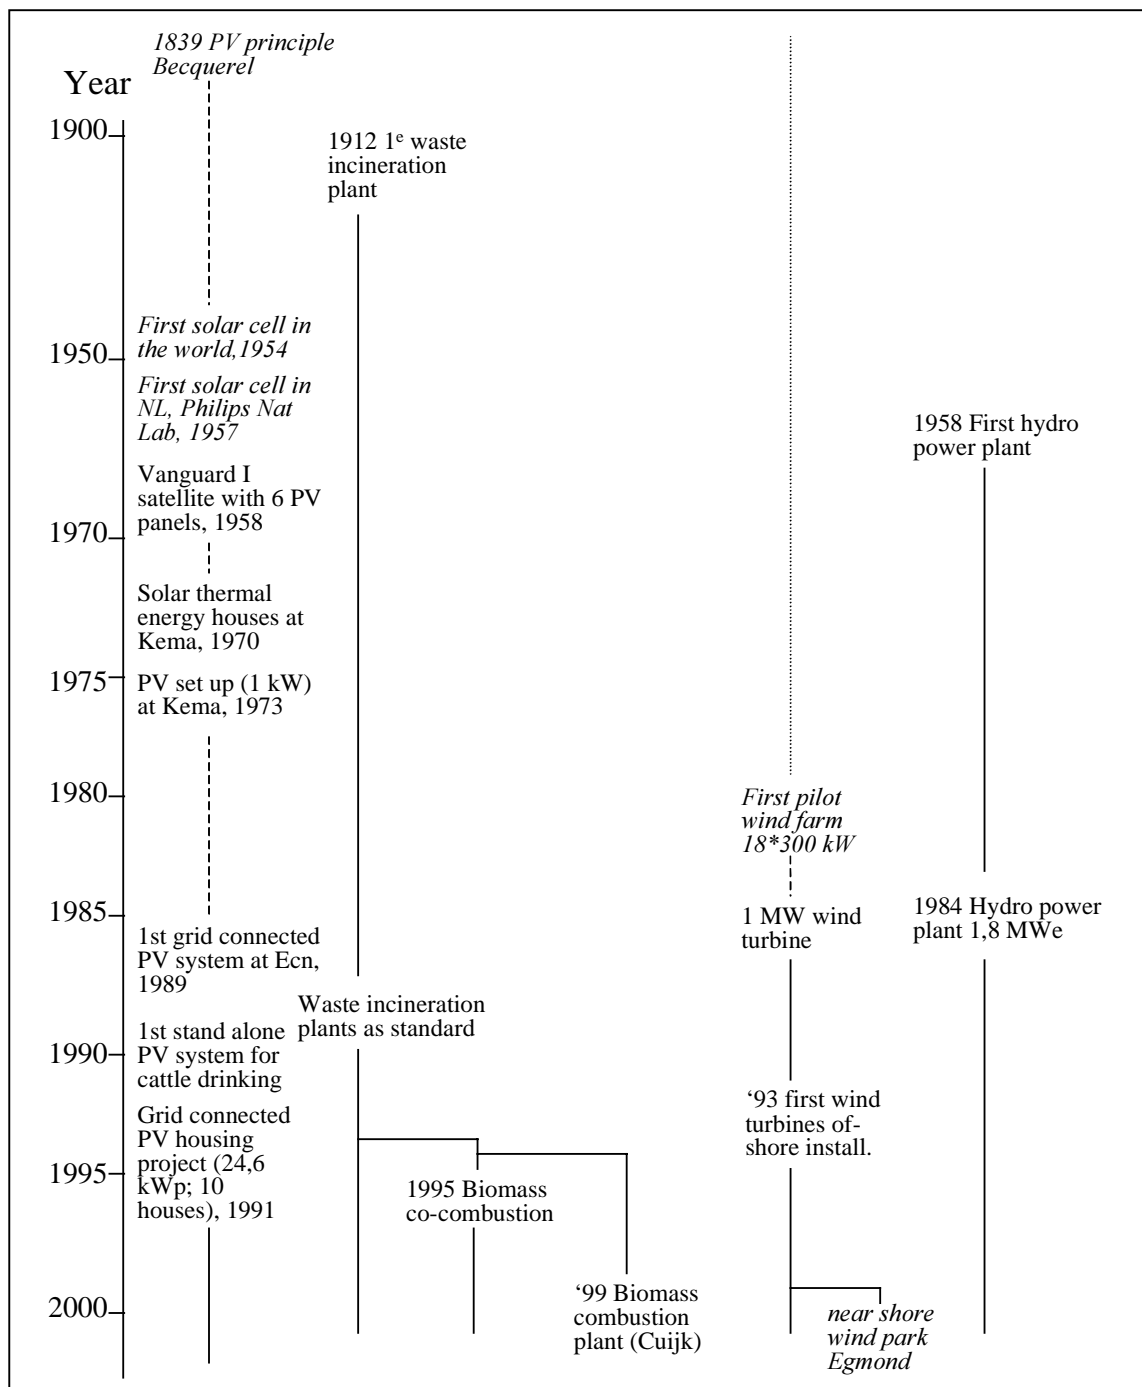 1839 PV principle
Becquerel
Year
1900
1950
1970
1975
1980
1985
1990
1995
2000
First solar cell in
the world,1954
First solar cell in
NL, Philips Nat
Lab, 1957
Vanguard I
satellite with 6 PV
panels, 1958
Solar thermal
energy houses at
Kema, 1970
PV set up (1 kW)
at Kema, 1973
1st grid connected
PV system at Ecn,
1989
1st stand alone
PV system for
cattle drinking
Grid connected
PV housing
project (24,6
kWp; 10
houses), 1991
1912 1e waste
incineration
plant
Waste incineration
plants as standard
1995 Biomass
co-combustion
‘99 Biomass
combustion
plant (Cuijk)
First pilot
wind farm
18*300 kW
1 MW wind
turbine
‘93 first wind
turbines of-
shore install.
near shore
wind park
Egmond
1958 First hydro
power plant
1984 Hydro power
plant 1,8 MWe